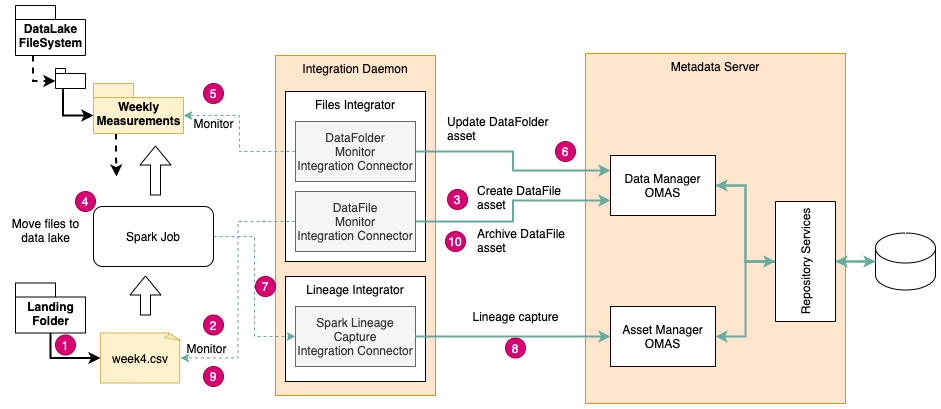 DataLake
FileSystem
Weekly
Measurements
5
Monitor
4
Move files to
data lake
Spark Job
Landing
Folder
1
week4.csv
2
Monitor
9
7
Integration Daemon
Files Integrator
DataFolder
Monitor
Integration Connector
DataFile
Monitor
Integration Connector
Lineage Integrator
Spark Lineage
Capture
Integration Connector
Update DataFolder
asset
6
3
Create DataFile
asset
10
Archive DataFile
asset
Lineage capture
8
Metadata Server
Data Manager
OMAS
Asset Manager
OMAS
Repository Services